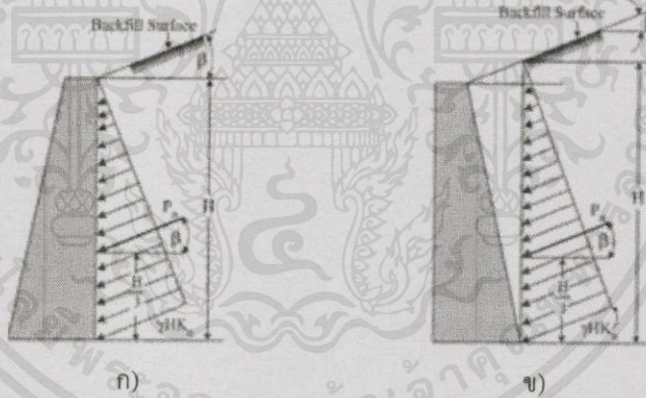 Backfill Surface
β
H
Pa
β
H
3
γHKa
ก)
Backfill Surface
H
Pa
β
H
3
γHKa
ข)